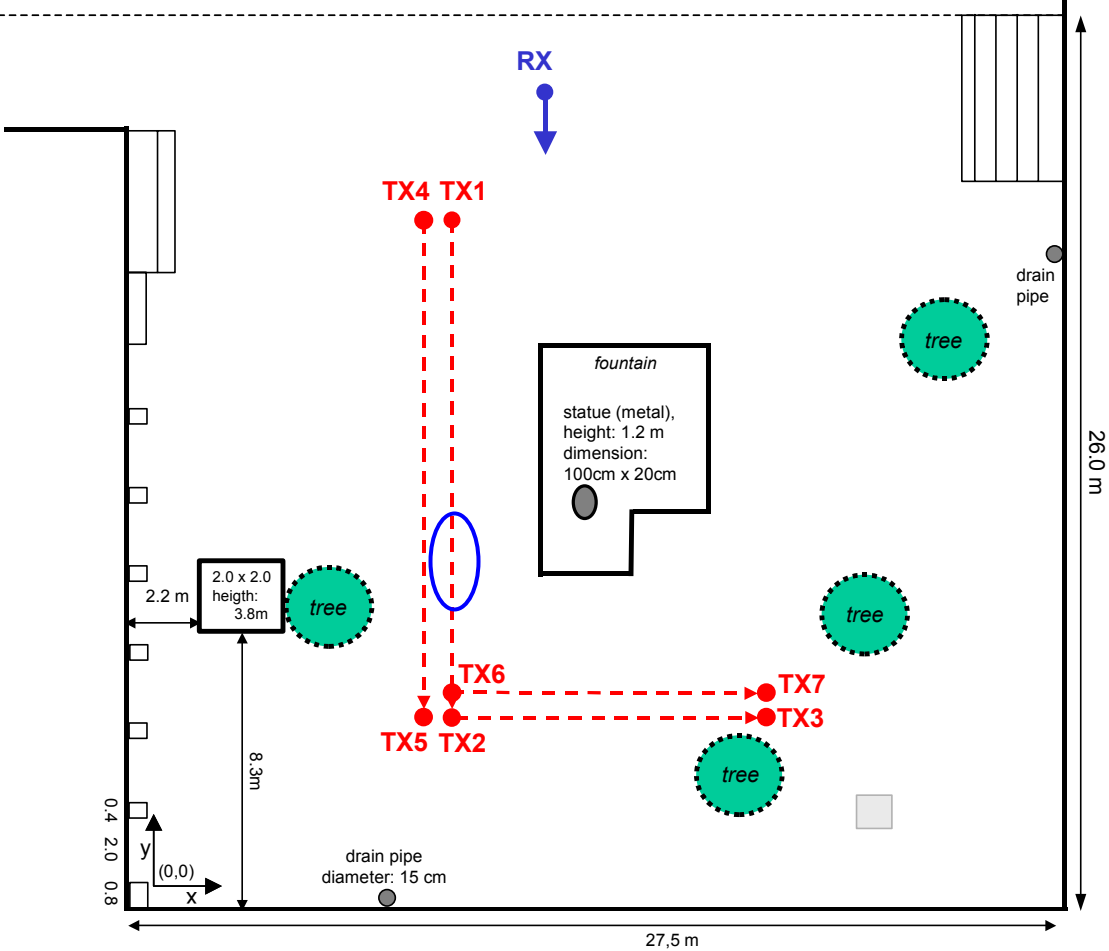 RX
TX4 TX1
drain
pipe
tree
fountain
statue (metal),
height: 1.2 m
dimension:
100cm x 20cm
26.0 m
2.0 x 2.0
heigth:
3.8m
2.2 m
tree
tree
TX6
TX7
TX3
TX5 TX2
8.3m
tree
0.4
2.0
0.8
y
(0,0)
x
drain pipe
diameter: 15 cm
27,5 m